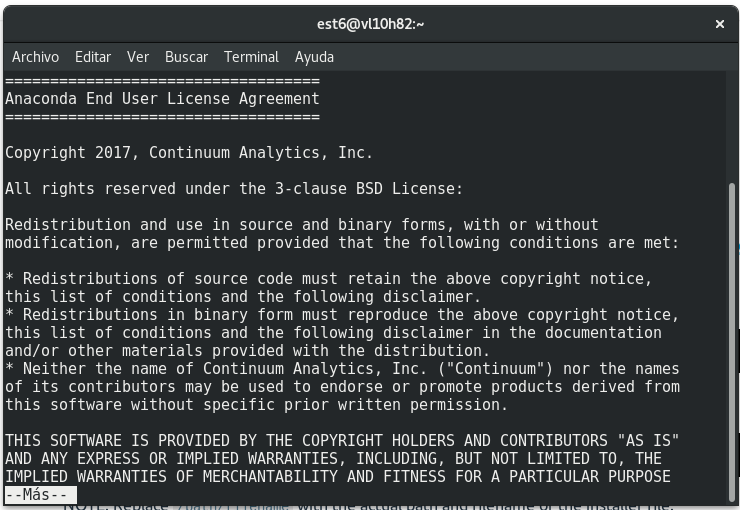 est6@vl10h82:~
×
Archivo Editar Ver Buscar Terminal Ayuda
===================================
Anaconda End User License Agreement
===================================
Copyright 2017, Continuum Analytics, Inc.
All rights reserved under the 3-clause BSD License:
Redistribution and use in source and binary forms, with or without
modification, are permitted provided that the following conditions are met:
* Redistributions of source code must retain the above copyright notice,
this list of conditions and the following disclaimer.
* Redistributions in binary form must reproduce the above copyright notice,
this list of conditions and the following disclaimer in the documentation
and/or other materials provided with the distribution.
* Neither the name of Continuum Analytics, Inc. ("Continuum") nor the names
of its contributors may be used to endorse or promote products derived from
this software without specific prior written permission.
THIS SOFTWARE IS PROVIDED BY THE COPYRIGHT HOLDERS AND CONTRIBUTORS "AS IS"
AND ANY EXPRESS OR IMPLIED WARRANTIES, INCLUDING, BUT NOT LIMITED TO, THE
IMPLIED WARRANTIES OF MERCHANTABILITY AND FITNESS FOR A PARTICULAR PURPOSE
--Más--
NOTE: Replace with the actual path and filename of the installer file.